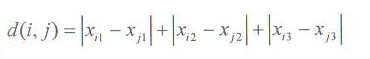 d(i, j) = |x_{i1} − x_{j1}| + |x_{i2} − x_{j2}| + |x_{i3} − x_{j3}|